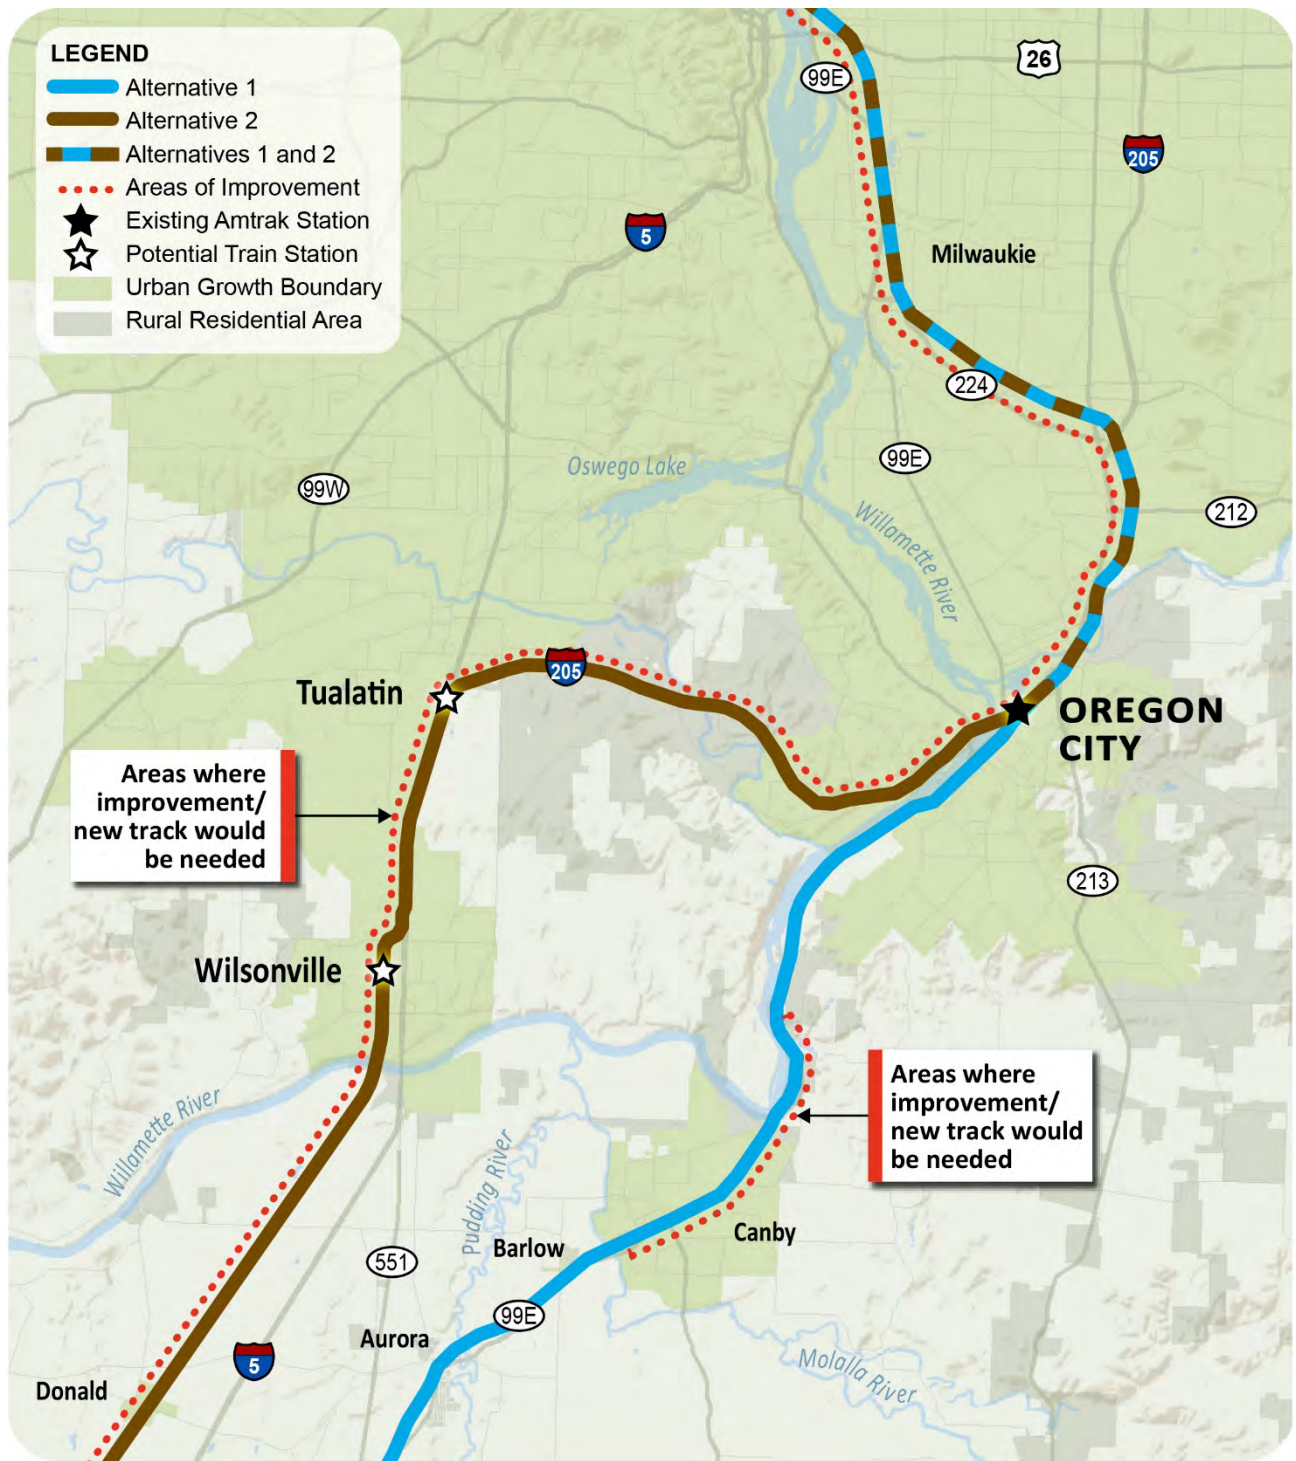 LEGEND
Alternative 1
Alternative 2
Alternatives 1 and 2
Areas of Improvement
Existing Amtrak Station
Potential Train Station
Urban Growth Boundary
Rural Residential Area
26
99E
205
5
Milwaukie
224
99E
Oswego Lake
99W
212
Willamette River
205
Tualatin
OREGON
CITY
Areas where
improvement/
new track would
be needed
213
Wilsonville
Areas where
improvement/
new track would
be needed
Willamette River
Pudding River
Canby
Barlow
551
99E
Aurora
5
Molalla River
Donald